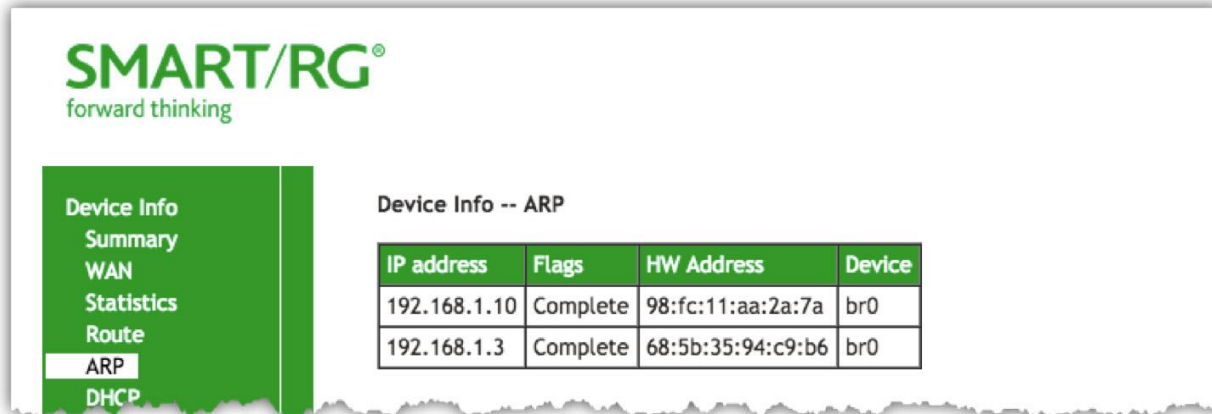 SMART/RG®
forward thinking
Device Info
Summary
WAN
Statistics
Route
ARP
DHCP
Device Info -- ARP
IP address Flags HW Address Device
192.168.1.10 Complete 98:fc:11:aa:2a:7a br0
192.168.1.3 Complete 68:5b:35:94:c9:b6 br0